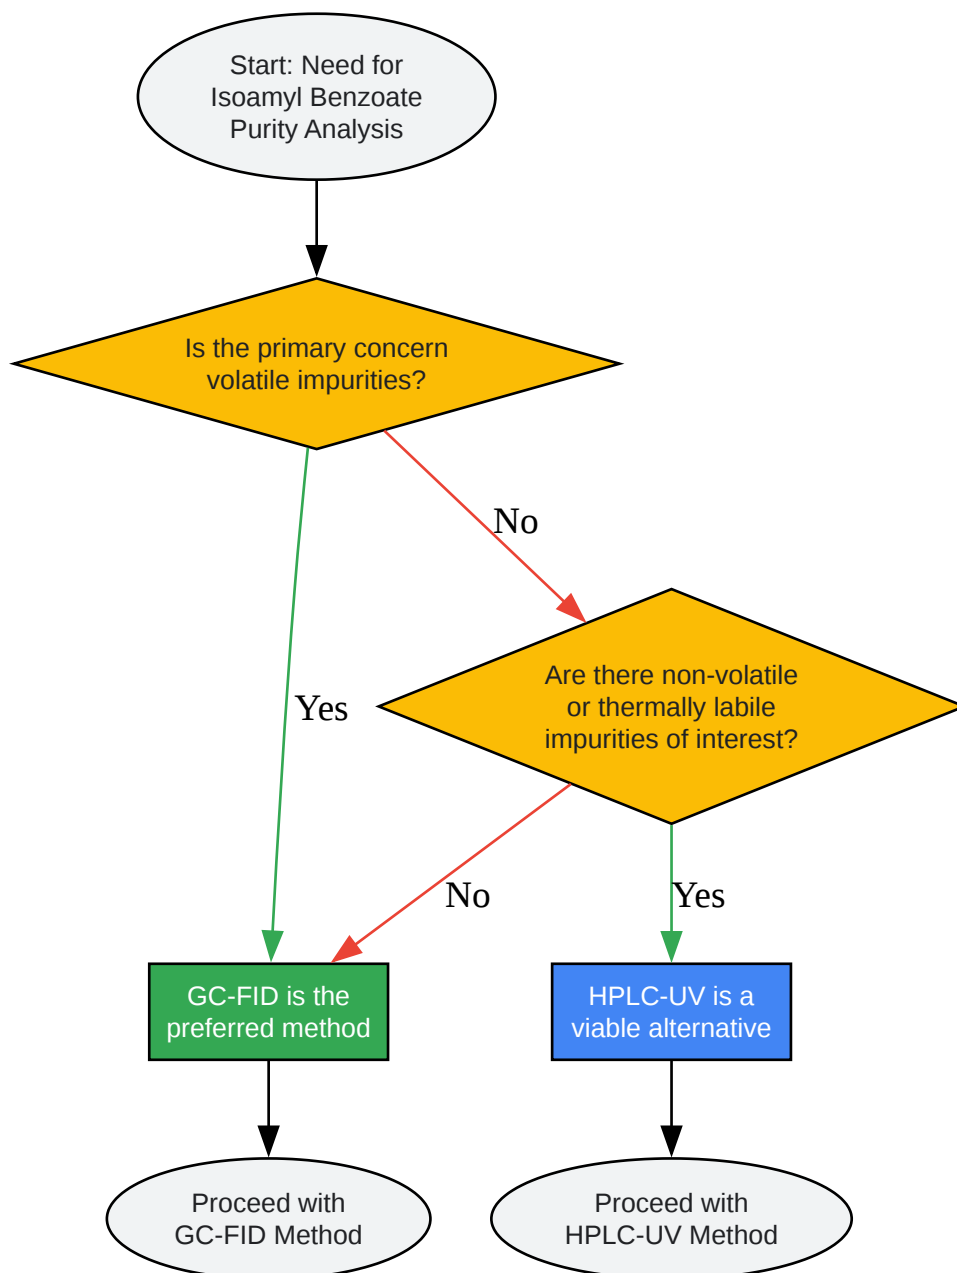 Start: Need for
Isoamyl Benzoate
Purity Analysis
Is the primary concern
volatile impurities?
No
Are there non-volatile
or thermally labile
impurities of interest?
Yes
No
Yes
GC-FID is the
preferred method
HPLC-UV is a
viable alternative
Proceed with
GC-FID Method
Proceed with
HPLC-UV Method